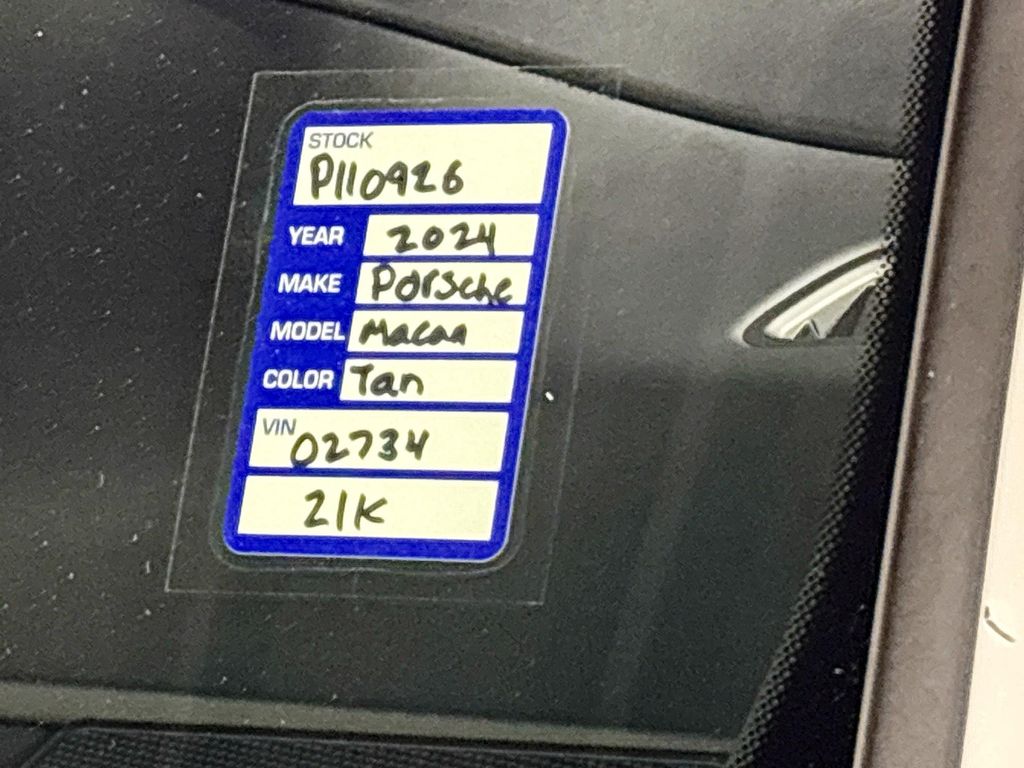 STOCK
P110926
YEAR 2024
MAKE Porsche
MODEL Macan
COLOR Tan
VIN 02734
21K